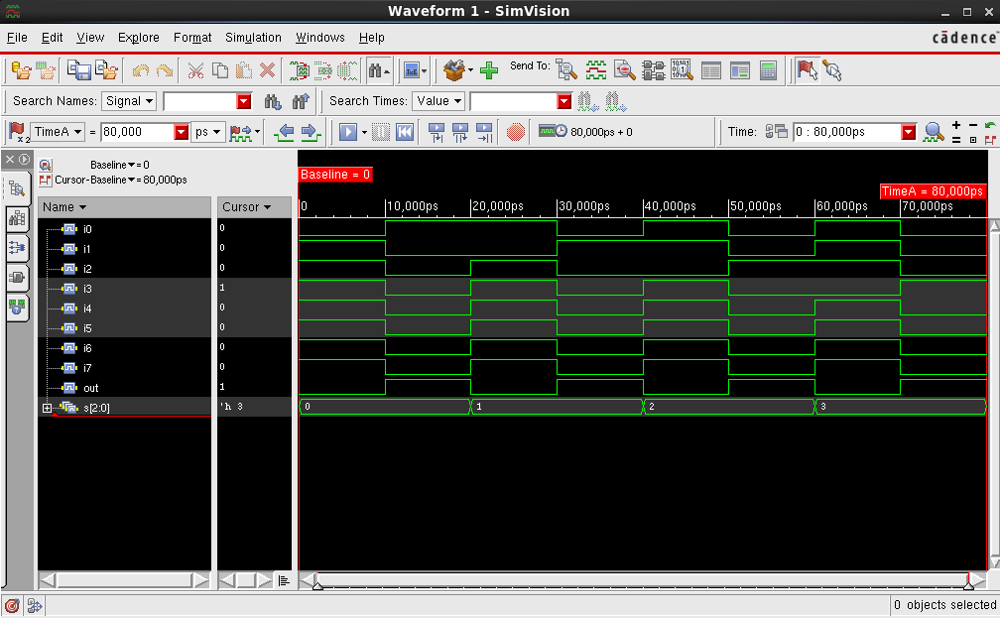 Waveform 1 - SimVision
File Edit View Explore Format Simulation Windows Help
cādence
Send To:
Search Names: Signal Search Times: Value
TimeA = 80,000 ps 80,000ps + 0 Time: 0 : 80,000ps
Baseline = 0
Cursor-Baseline = 80,000ps
Baseline = 0
TimeA = 80,000ps
Name Cursor 0 10,000ps 20,000ps 30,000ps 40,000ps 50,000ps 60,000ps 70,000ps
i0 0
i1 0
i2 0
i3 1
i4 0
i5 0
i6 0
i7 0
out 1
s[2:0] 'h 3 0 1 2 3
0 objects selected